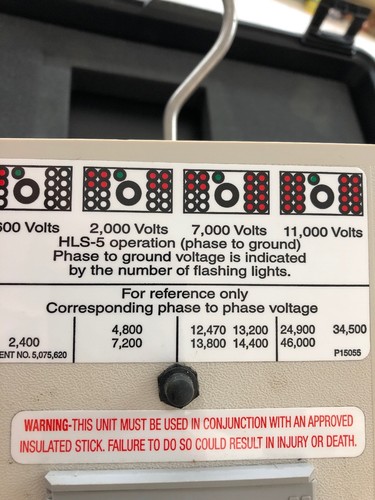 600 Volts 2,000 Volts 7,000 Volts 11,000 Volts
HLS-5 operation (phase to ground)
Phase to ground voltage is indicated
by the number of flashing lights.
For reference only
Corresponding phase to phase voltage
4,800 12,470 13,200 24,900 34,500
2,400 7,200 13,800 14,400 46,000
ENT NO. 5,075,620 P15055
WARNING-THIS UNIT MUST BE USED IN CONJUNCTION WITH AN APPROVED
INSULATED STICK. FAILURE TO DO SO COULD RESULT IN INJURY OR DEATH.